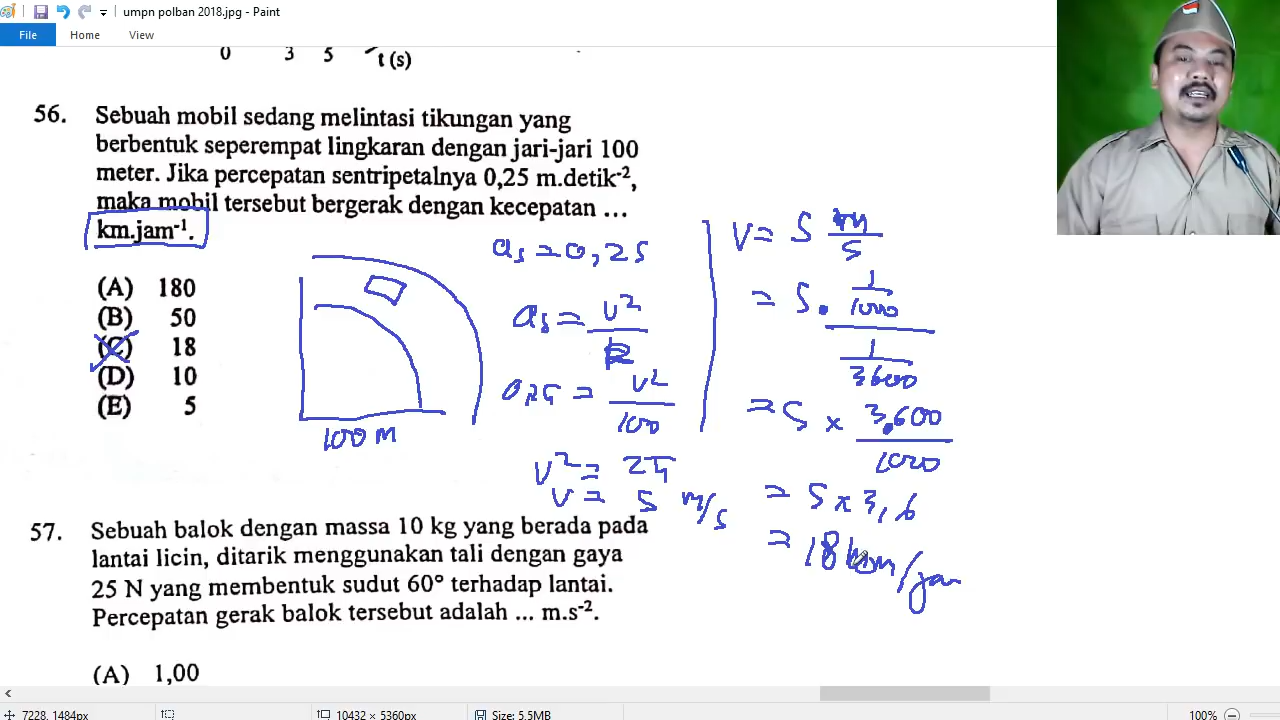 umpn polban 2018.jpg - Paint
File Home View
0 3 5 t (s)
56. Sebuah mobil sedang melintasi tikungan yang
berbentuk seperempat lingkaran dengan jari-jari 100
meter. Jika percepatan sentripetalnya 0,25 m.detik⁻²,
maka mobil tersebut bergerak dengan kecepatan ...
km.jam⁻¹.
(A) 180
(B) 50
(C) 18
(D) 10
(E) 5
100 M
as = 0,25
as = v²
R
0,25 = v²
100
v² = 25
v = 5 m/s
V = 5 m
s
= 5 . 1
1000
1
3600
= 5 x 3.600
1000
= 5 x 3,6
= 18 km/jam
57. Sebuah balok dengan massa 10 kg yang berada pada
lantai licin, ditarik menggunakan tali dengan gaya
25 N yang membentuk sudut 60° terhadap lantai.
Percepatan gerak balok tersebut adalah ... m.s⁻².
(A) 1,00
7228, 1484px 10432 × 5360px Size: 5.5MB 100%